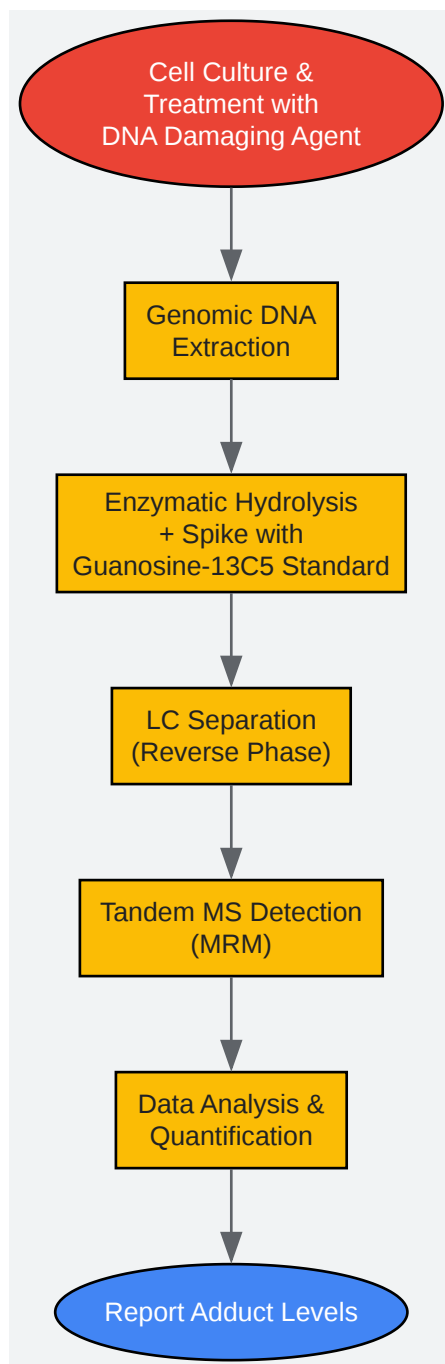 Cell Culture &
Treatment with
DNA Damaging Agent
Genomic DNA
Extraction
Enzymatic Hydrolysis
+ Spike with
Guanosine-13C5 Standard
LC Separation
(Reverse Phase)
Tandem MS Detection
(MRM)
Data Analysis &
Quantification
Report Adduct Levels